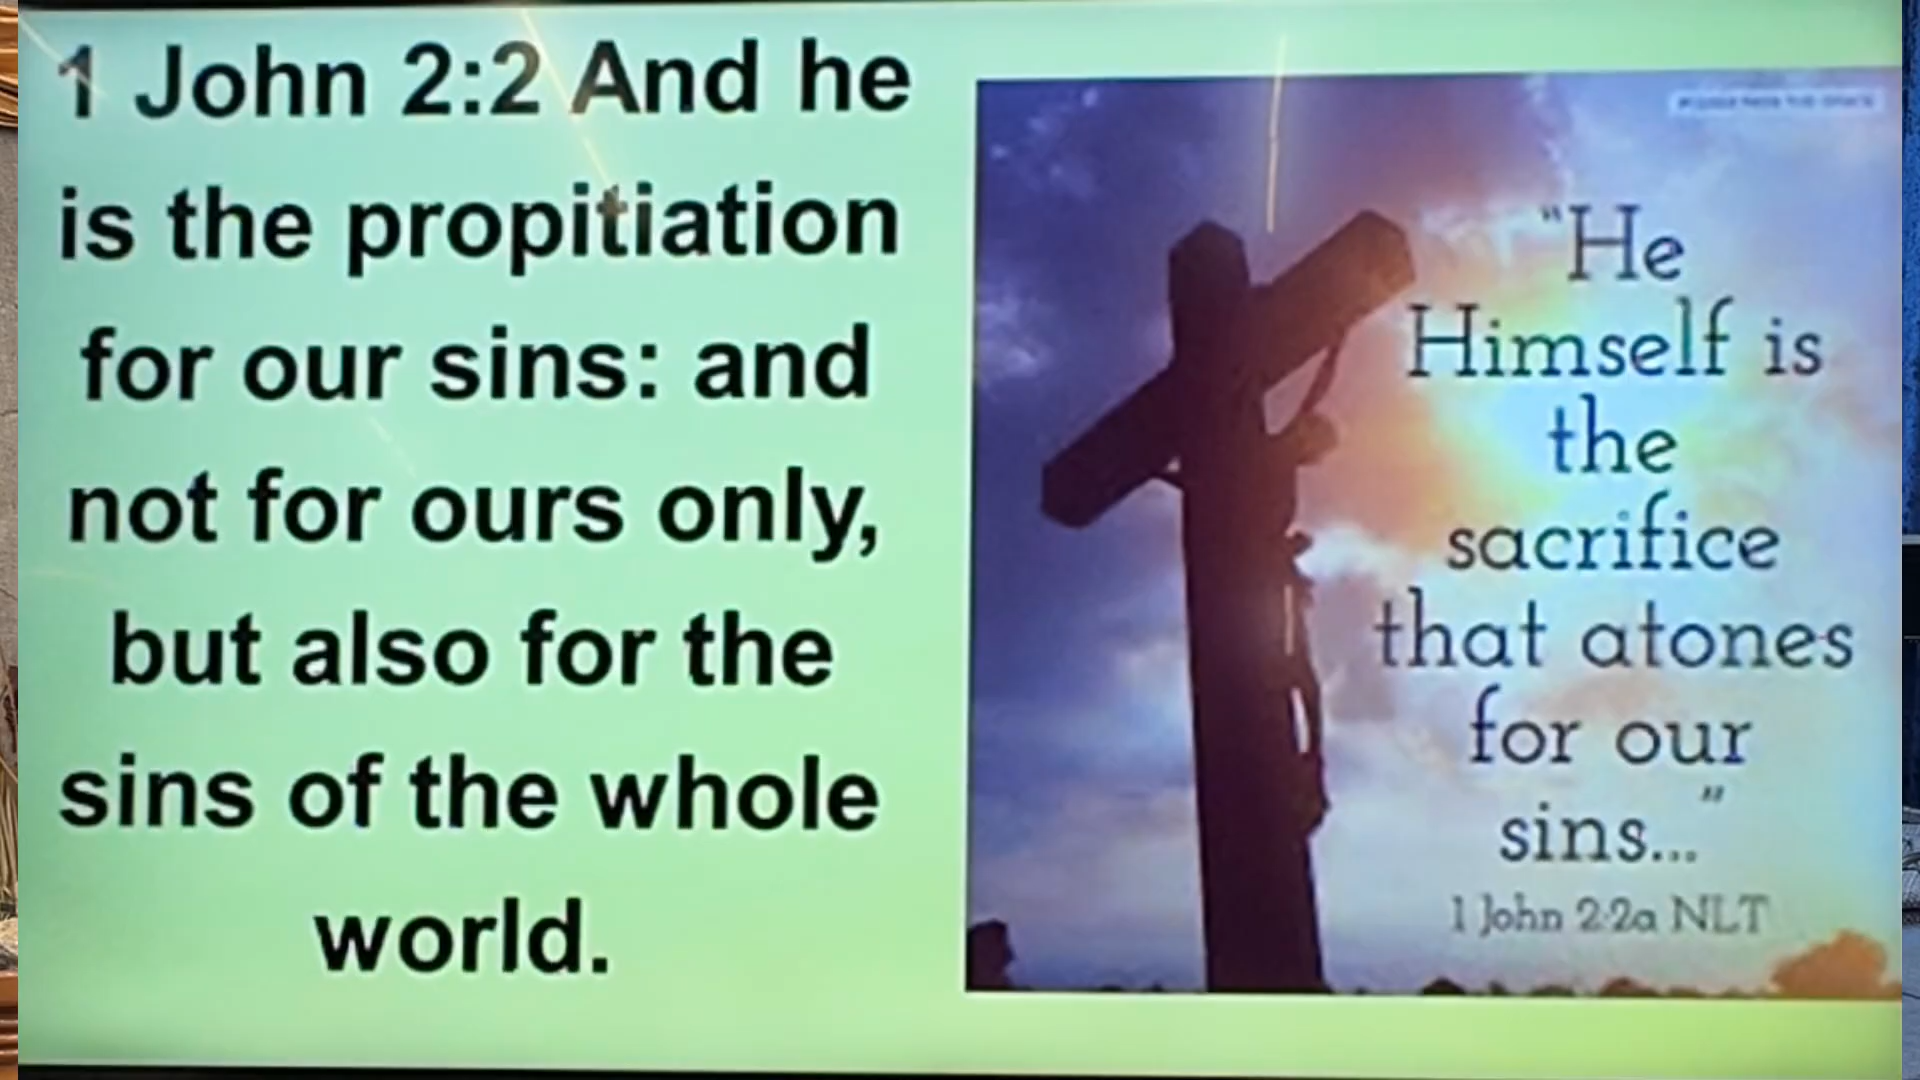 1 John 2:2 And he
is the propitiation
for our sins: and
not for ours only,
but also for the
sins of the whole
world.
"He
Himself is
the
sacrifice
that atones
for our
sins..."
1 John 2:2a NLT